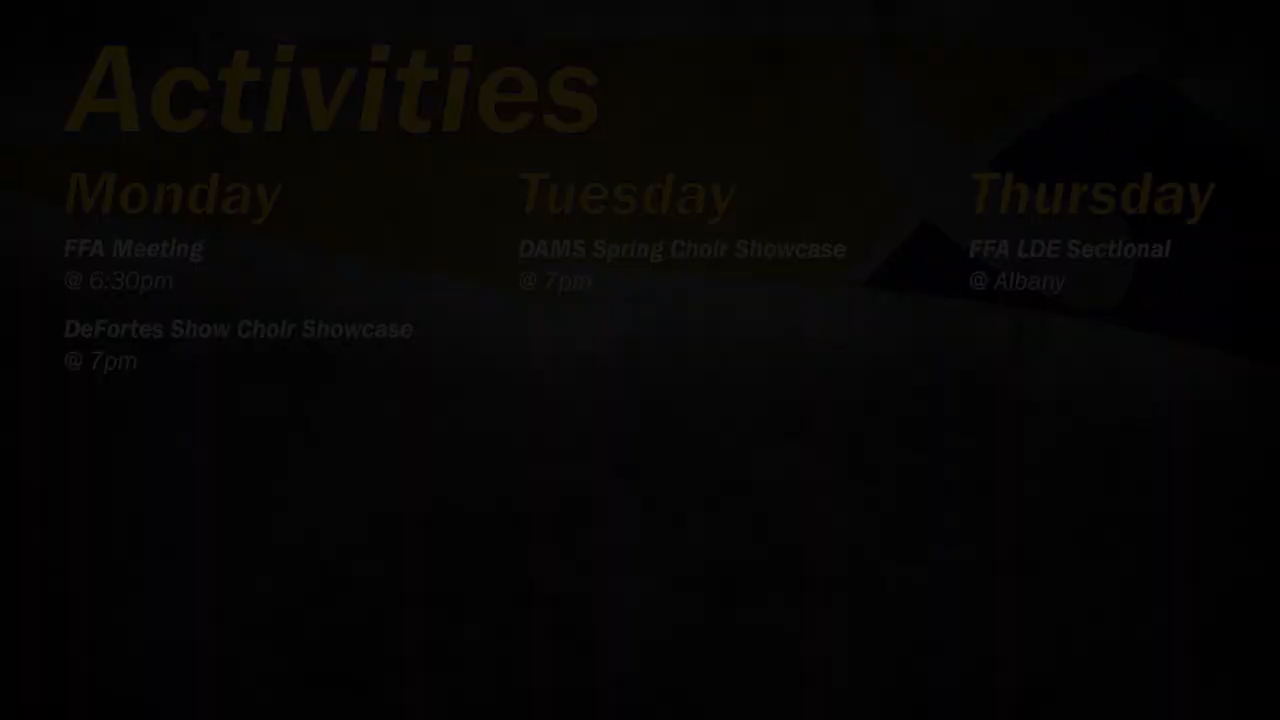 Activities
Monday
FFA Meeting
@ 6:30pm
DeFortes Show Choir Showcase
@ 7pm
Tuesday
DAMS Spring Choir Showcase
@ 7pm
Thursday
FFA LDE Sectional
@ Albany